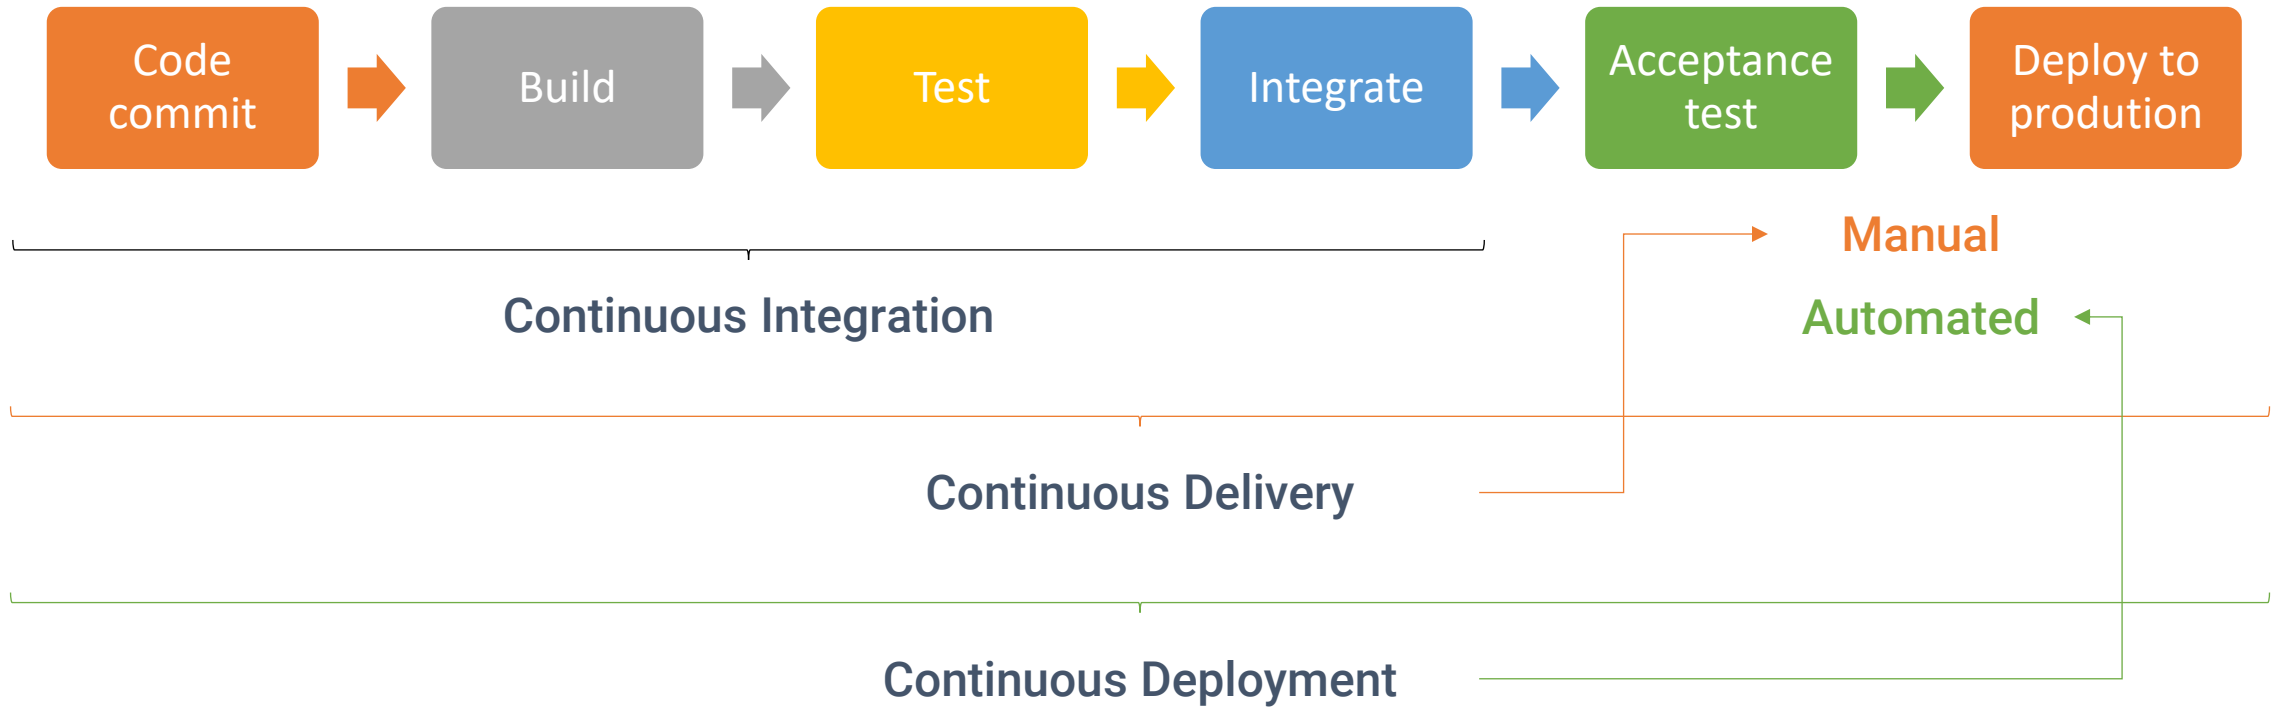 Code
commit
Build
Test
Integrate
Acceptance
test
Deploy to
prodution
Manual
Continuous Integration
Automated
Continuous Delivery
Continuous Deployment